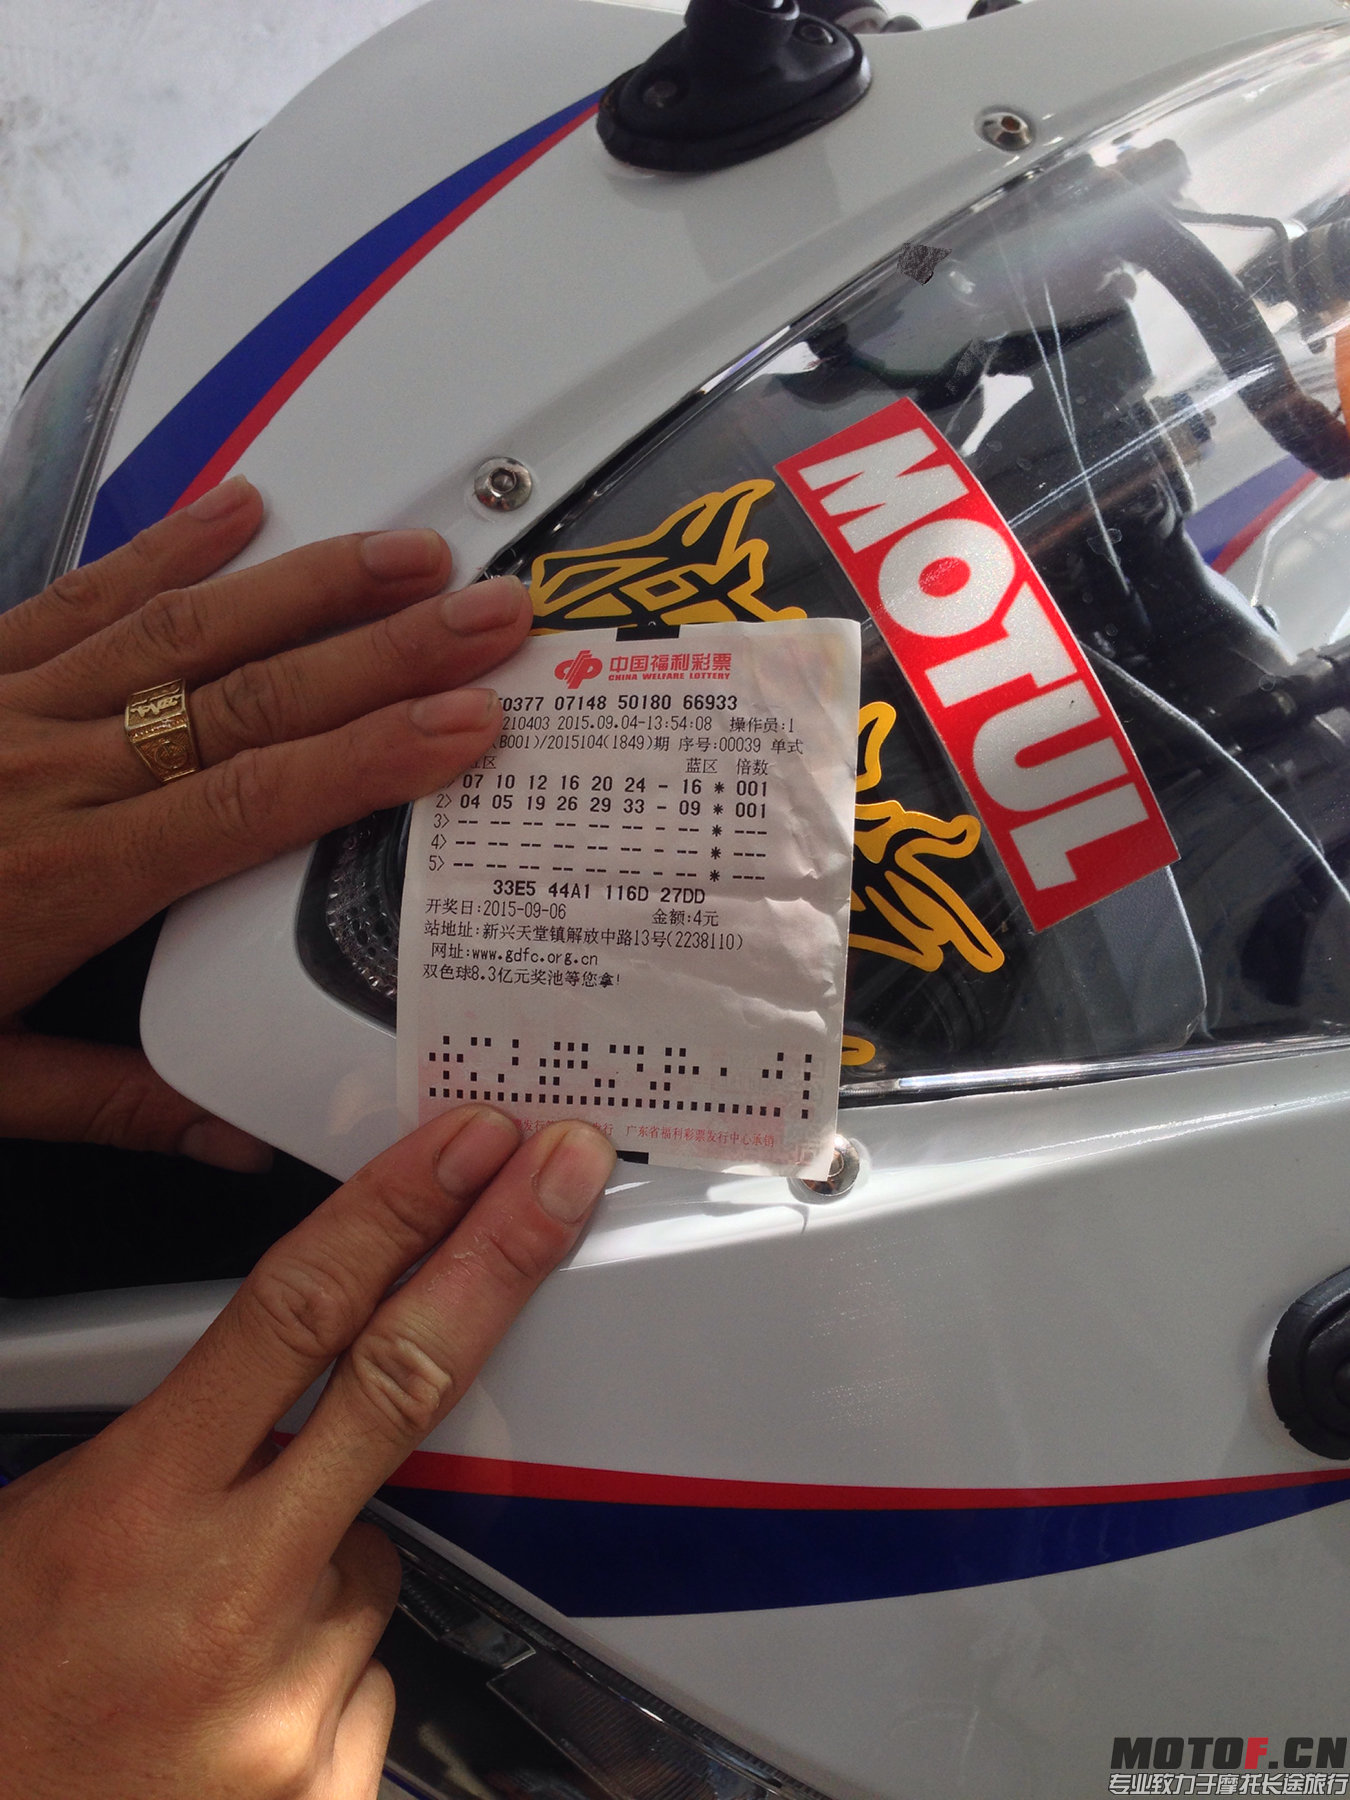 MOTUL
中国福利彩票
CHINA WELFARE LOTTERY
0377 07148 50180 66933
210403 2015.09.04-13:54:08 操作员:1
(B001)/2015104(1849)期 序号:00039 单式
红区 蓝区 倍数
07 10 12 16 20 24 - 16 * 001
2> 04 05 19 26 29 33 - 09 * 001
3> -- -- -- -- -- -- - -- * ---
4> -- -- -- -- -- -- - -- * ---
5> -- -- -- -- -- -- - -- * ---
33E5 44A1 116D 27DD
开奖日:2015-09-06 金额:4元
站地址:新兴天堂镇解放中路13号(2238110)
网址:www.gdfc.org.cn
双色球8.3亿元奖池等您拿!
广东省福利彩票发行中心承销
MOTOF.CN
专业致力于摩托长途旅行